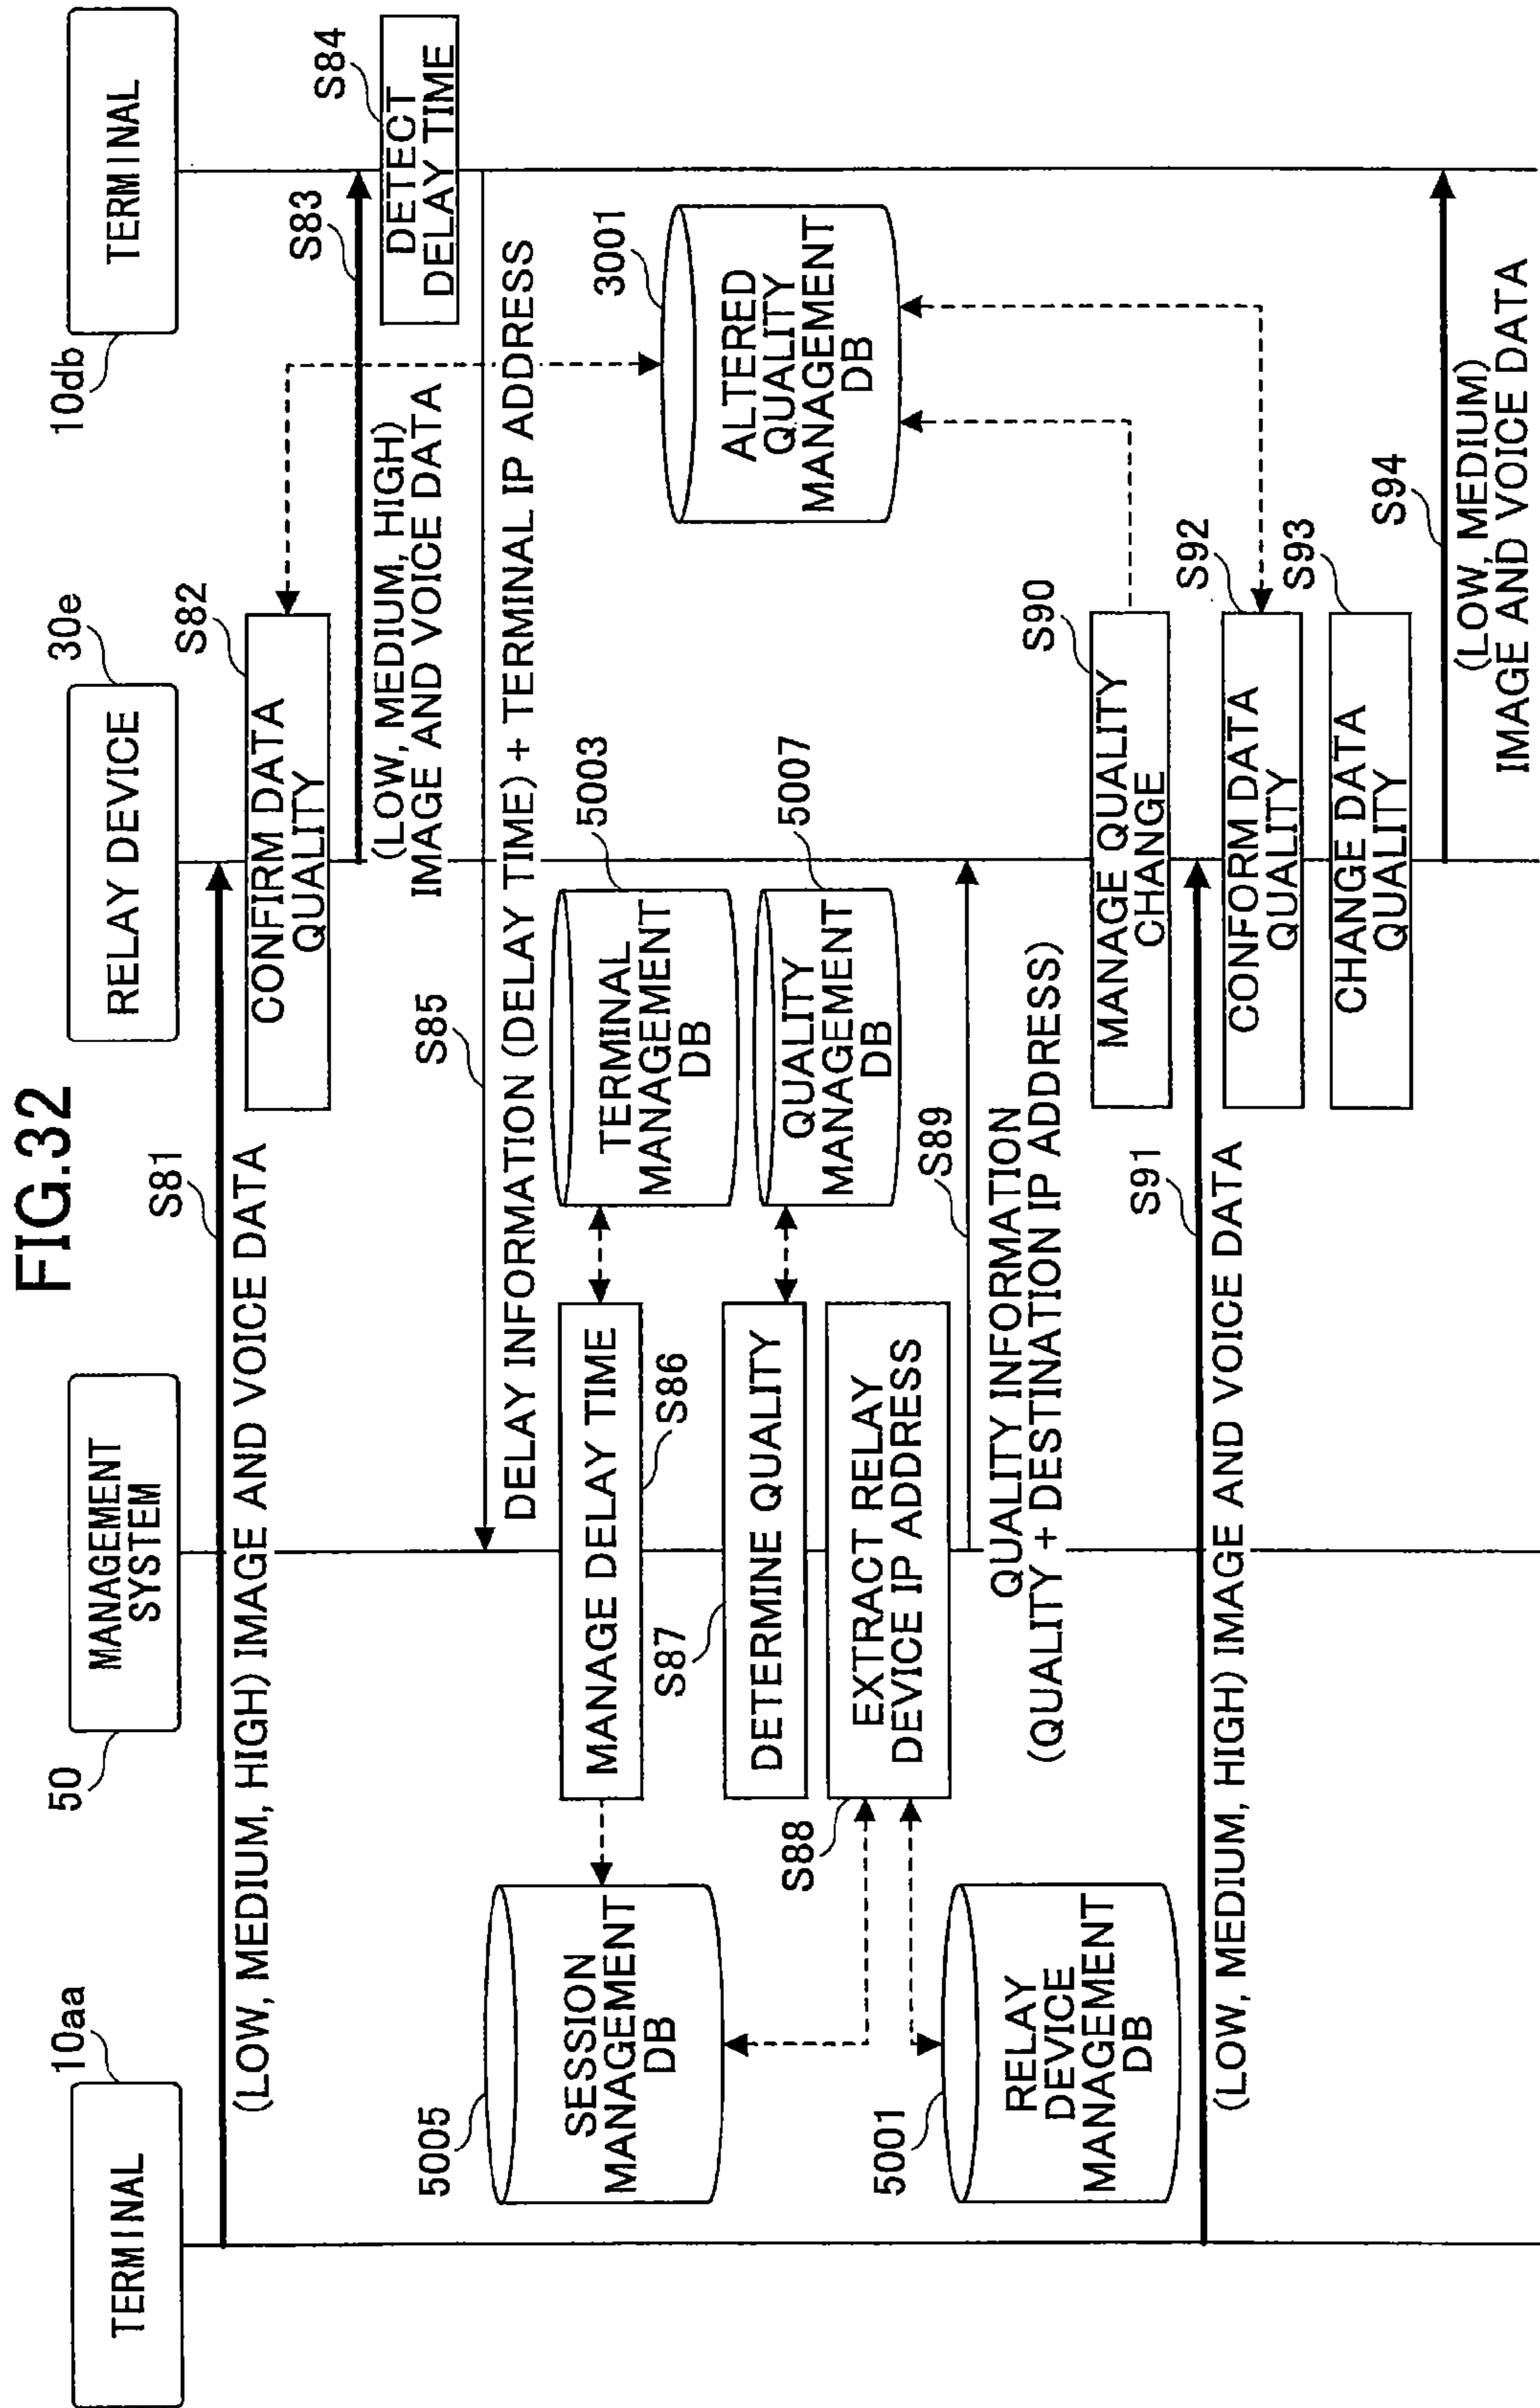 FIG.32
10aa
TERMINAL
50
MANAGEMENT
SYSTEM
30e
RELAY DEVICE
10db
TERMINAL
S81
(LOW, MEDIUM, HIGH) IMAGE AND VOICE DATA
S82
CONFIRM DATA
QUALITY
S83
(LOW, MEDIUM, HIGH)
IMAGE AND VOICE DATA
S84
DETECT
DELAY TIME
S85
DELAY INFORMATION (DELAY TIME) + TERMINAL IP ADDRESS
5005
SESSION
MANAGEMENT
DB
MANAGE DELAY TIME
S86
5003
TERMINAL
MANAGEMENT
DB
3001
ALTERED
QUALITY
MANAGEMENT
DB
S87
DETERMINE QUALITY
5007
QUALITY
MANAGEMENT
DB
S88
EXTRACT RELAY
DEVICE IP ADDRESS
5001
RELAY
DEVICE
MANAGEMENT
DB
S89
QUALITY INFORMATION
(QUALITY + DESTINATION IP ADDRESS)
S90
MANAGE QUALITY
CHANGE
S91
(LOW, MEDIUM, HIGH) IMAGE AND VOICE DATA
S92
CONFORM DATA
QUALITY
S93
CHANGE DATA
QUALITY
S94
(LOW, MEDIUM)
IMAGE AND VOICE DATA